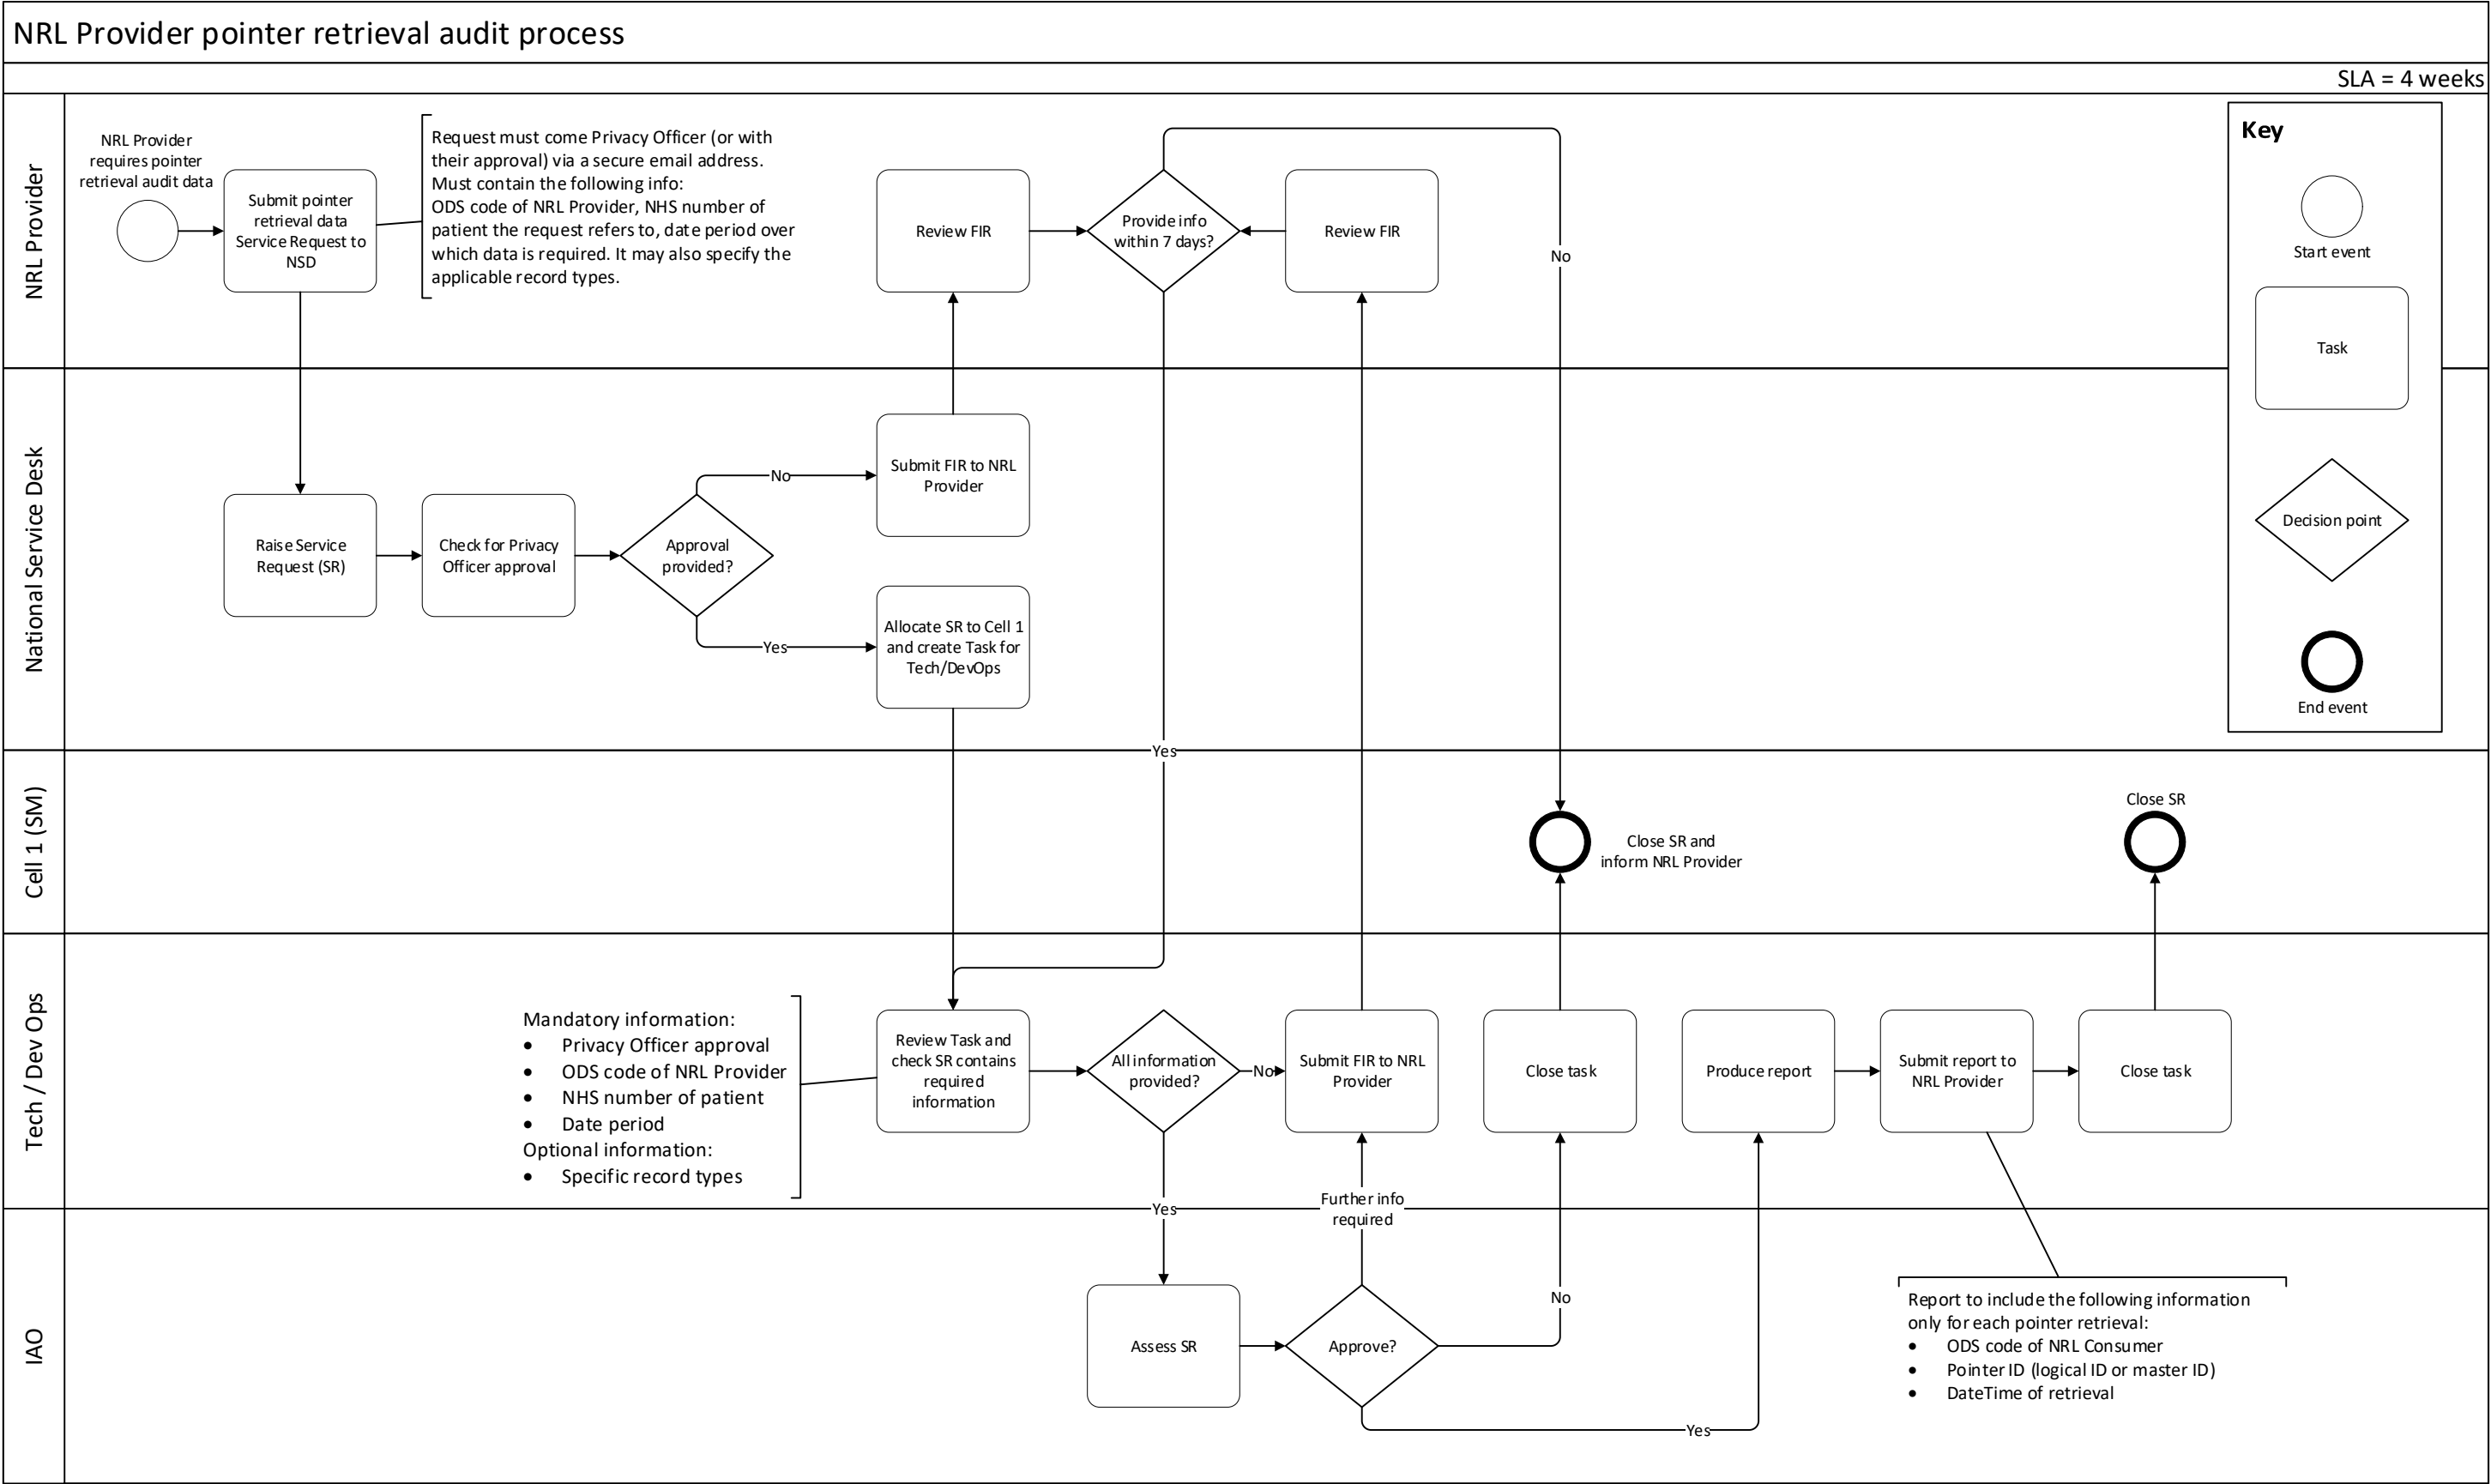 NRL Provider pointer retrieval audit process
SLA = 4 weeks
NRL Provider
NRL Provider
requires pointer
retrieval audit data
Submit pointer
retrieval data
Service Request to
NSD
Request must come Privacy Officer (or with
their approval) via a secure email address.
Must contain the following info:
ODS code of NRL Provider, NHS number of
patient the request refers to, date period over
which data is required. It may also specify the
applicable record types.
Review FIR
Provide info
within 7 days?
Review FIR
No
Key
Start event
Task
Decision point
End event
National Service Desk
Raise Service
Request (SR)
Check for Privacy
Officer approval
Approval
provided?
No
Submit FIR to NRL
Provider
Yes
Allocate SR to Cell 1
and create Task for
Tech/DevOps
Yes
Cell 1 (SM)
Close SR and
inform NRL Provider
Close SR
Tech / Dev Ops
Mandatory information:
• Privacy Officer approval
• ODS code of NRL Provider
• NHS number of patient
• Date period
Optional information:
• Specific record types
Review Task and
check SR contains
required
information
All information
provided?
No
Submit FIR to NRL
Provider
Close task
Produce report
Submit report to
NRL Provider
Close task
Yes
Further info
required
IAO
Assess SR
Approve?
No
Yes
Report to include the following information
only for each pointer retrieval:
• ODS code of NRL Consumer
• Pointer ID (logical ID or master ID)
• DateTime of retrieval